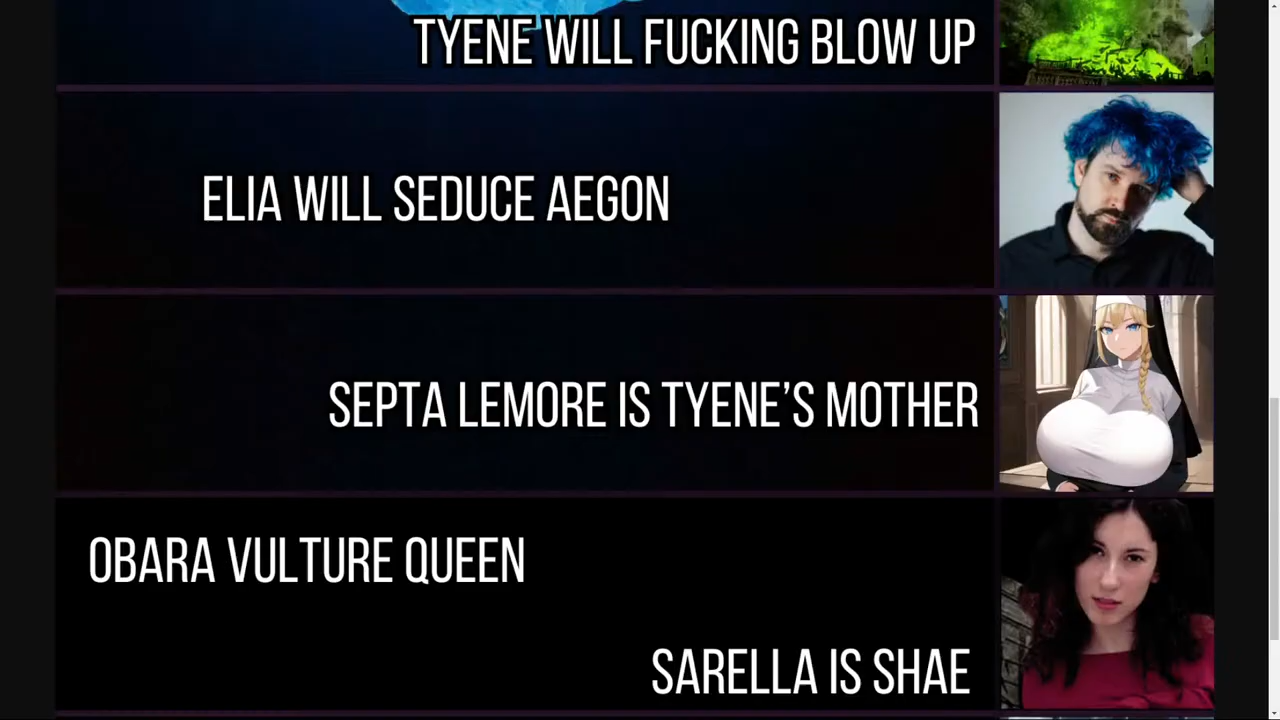 TYENE WILL FUCKING BLOW UP
ELIA WILL SEDUCE AEGON
SEPTA LEMORE IS TYENE'S MOTHER
OBARA VULTURE QUEEN
SARELLA IS SHAE